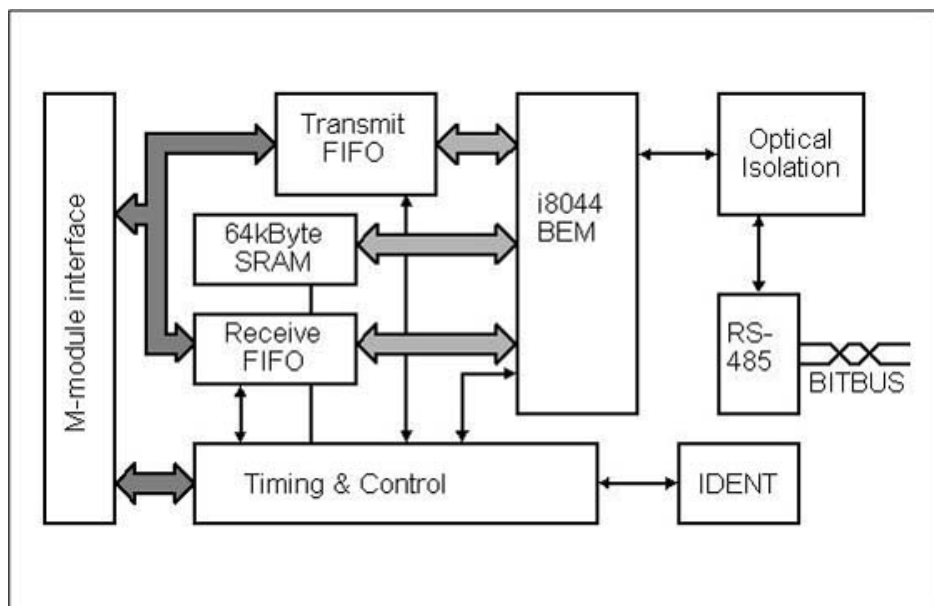 M-module interface
Transmit
FIFO
64kByte
SRAM
Receive
FIFO
Timing & Control
i8044
BEM
Optical
Isolation
RS-
485
BITBUS
IDENT